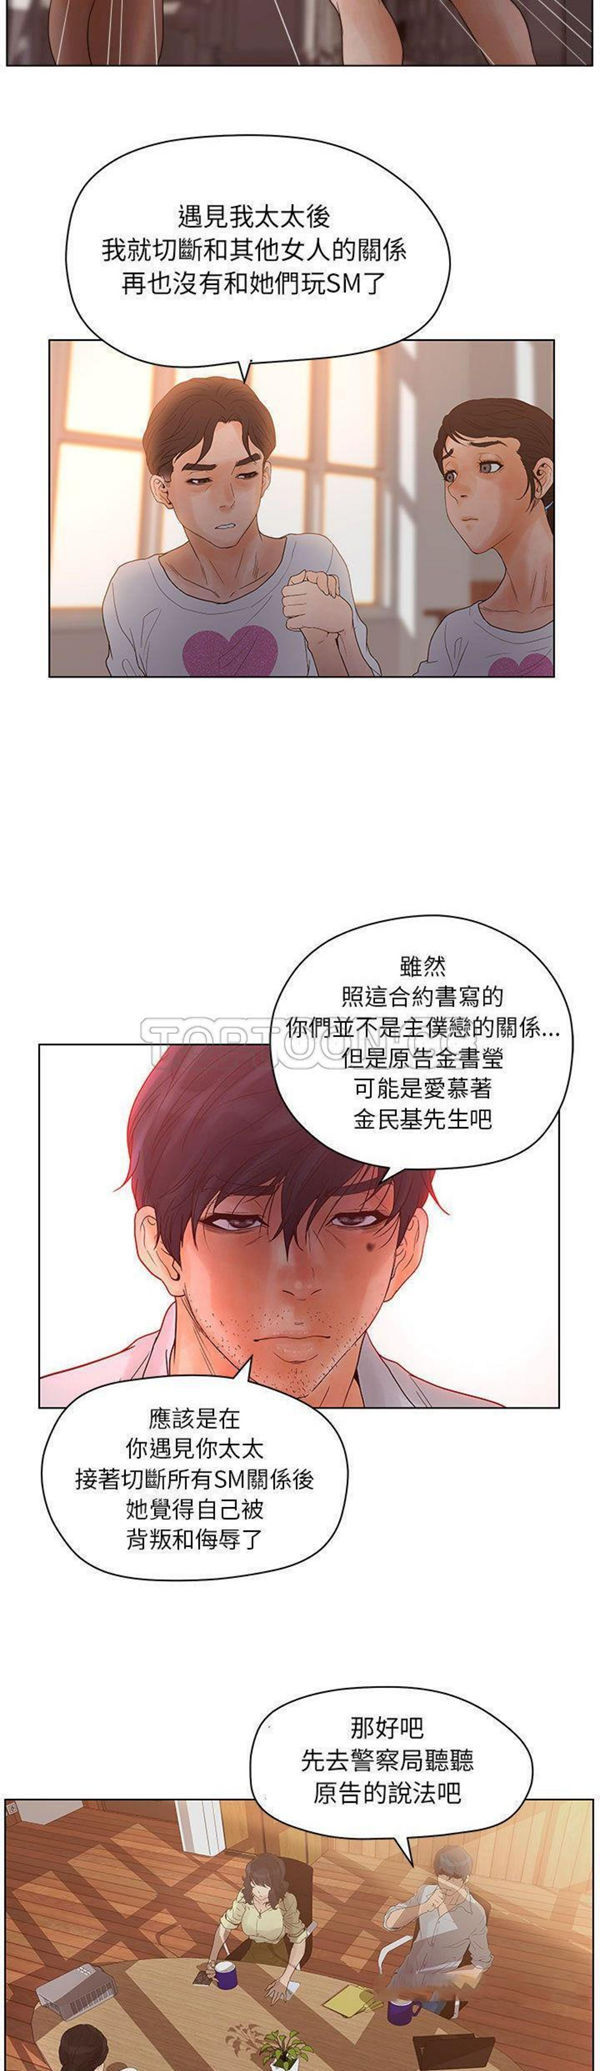 遇見我太太後
我就切斷和其他女人的關係
再也沒有和她們玩SM了
雖然
照這合約書寫的
你們並不是主僕戀的關係...
但是原告金書瑩
可能是愛慕著
金民基先生吧
應該是在
你遇見你太太
接著切斷所有SM關係後
她覺得自己被
背叛和侮辱了
那好吧
先去警察局聽聽
原告的說法吧